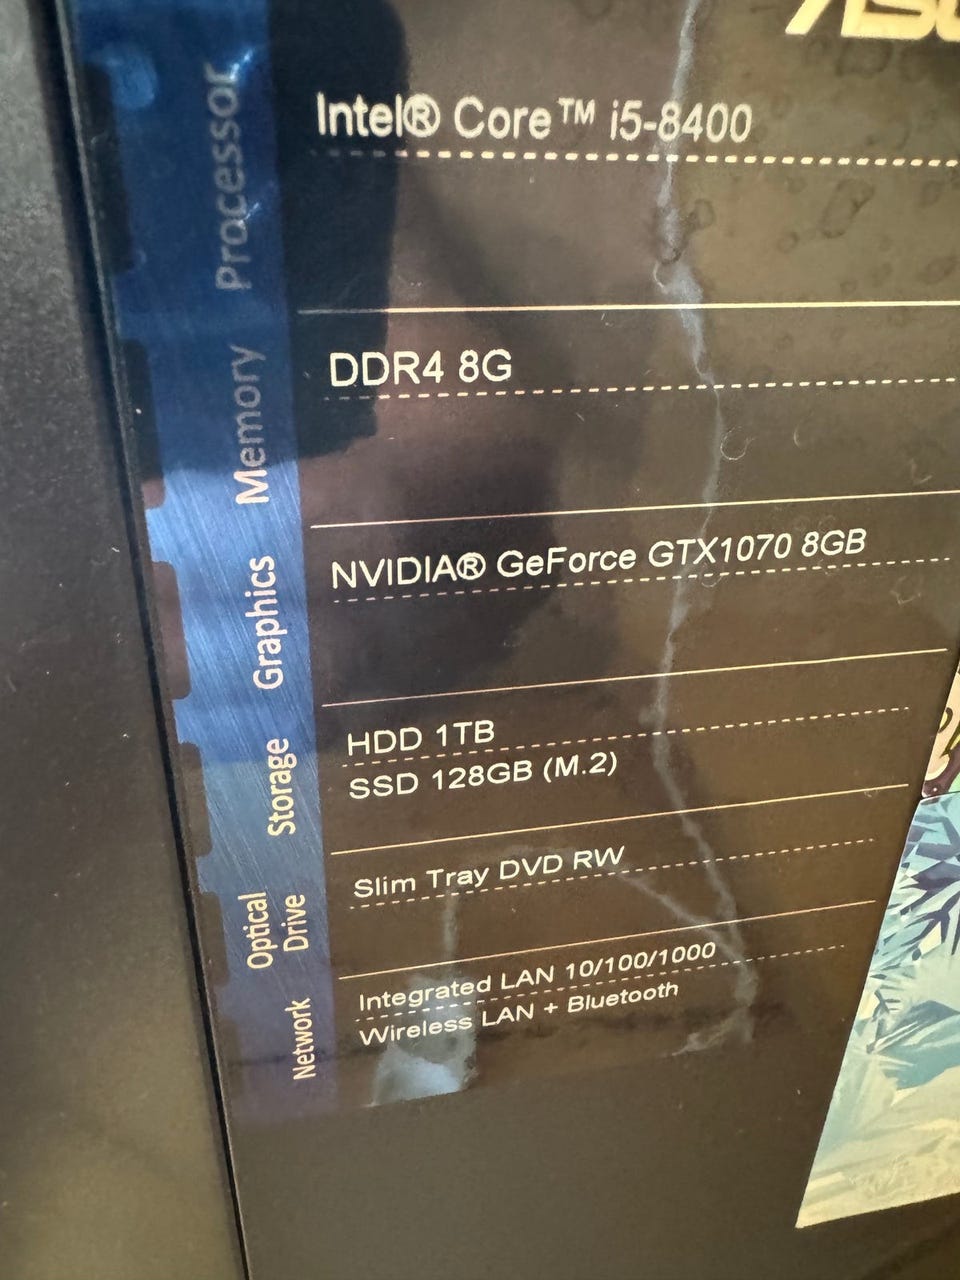 Processor
Intel® Core™ i5-8400
Memory
DDR4 8G
Graphics
NVIDIA® GeForce GTX1070 8GB
Storage
HDD 1TB
SSD 128GB (M.2)
Optical
Drive
Slim Tray DVD RW
Network
Integrated LAN 10/100/1000
Wireless LAN + Bluetooth